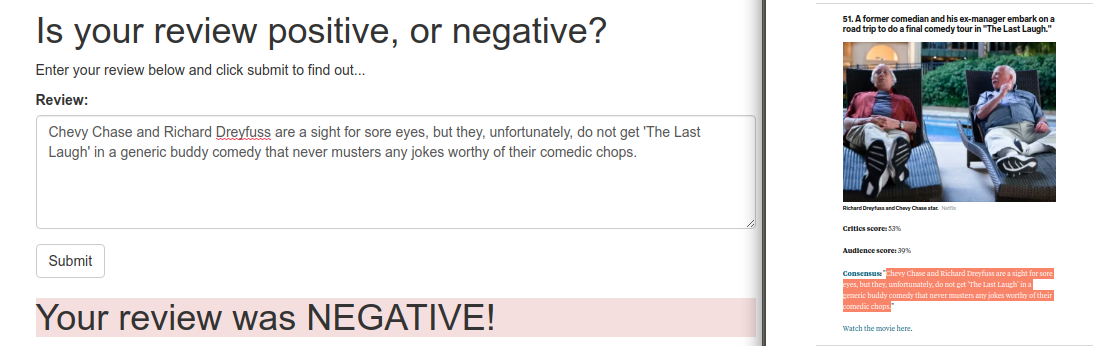 Is your review positive, or negative?
Enter your review below and click submit to find out...
Review:
Chevy Chase and Richard Dreyfuss are a sight for sore eyes, but they, unfortunately, do not get 'The Last
Laugh' in a generic buddy comedy that never musters any jokes worthy of their comedic chops.
Submit
Your review was NEGATIVE!
51. A former comedian and his ex-manager embark on a
road trip to do a final comedy tour in "The Last Laugh."
Richard Dreyfuss and Chevy Chase star. Netflix
Critics score: 53%
Audience score: 39%
Consensus: "Chevy Chase and Richard Dreyfuss are a sight for sore
eyes, but they, unfortunately, do not get 'The Last Laugh' in a
generic buddy comedy that never musters any jokes worthy of their
comedic chops."
Watch the movie here.